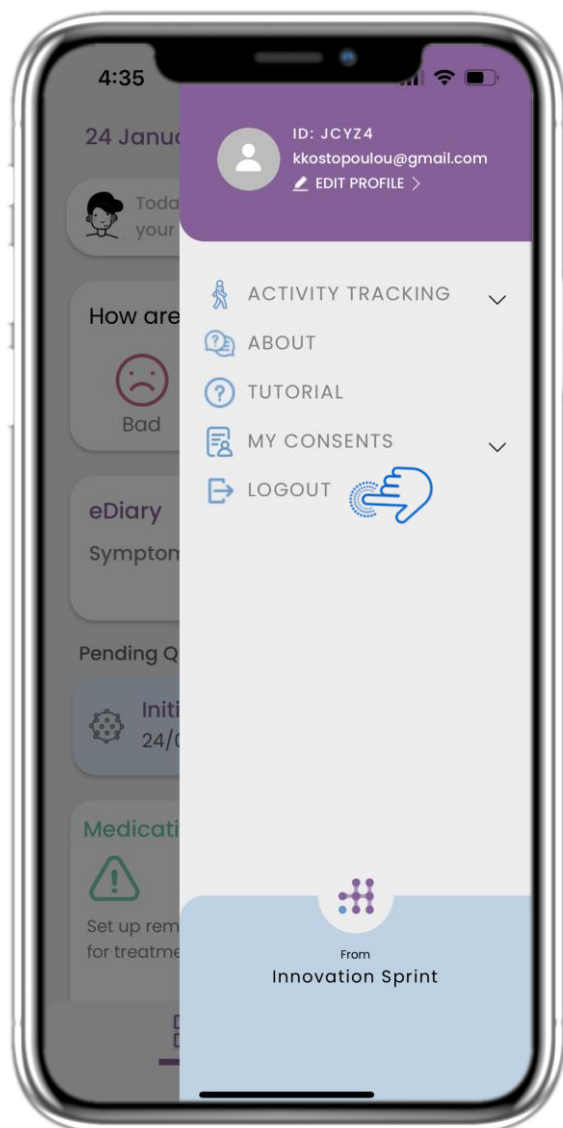 4:35
24 Janua
ID: JCYZ4
kkostopoulou@gmail.com
EDIT PROFILE >
Toda
your
How are
Bad
ACTIVITY TRACKING
ABOUT
TUTORIAL
MY CONSENTS
LOGOUT
eDiary
Symptom
Pending Q
Initi
24/0
Medicati
Set up rem
for treatme
From
Innovation Sprint